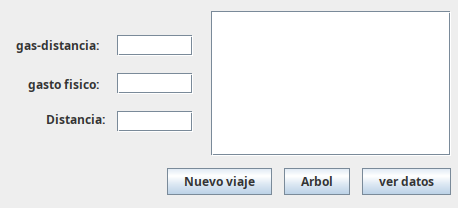 gas-distancia:
gasto fisico:
Distancia:
Nuevo viaje
Arbol
ver datos